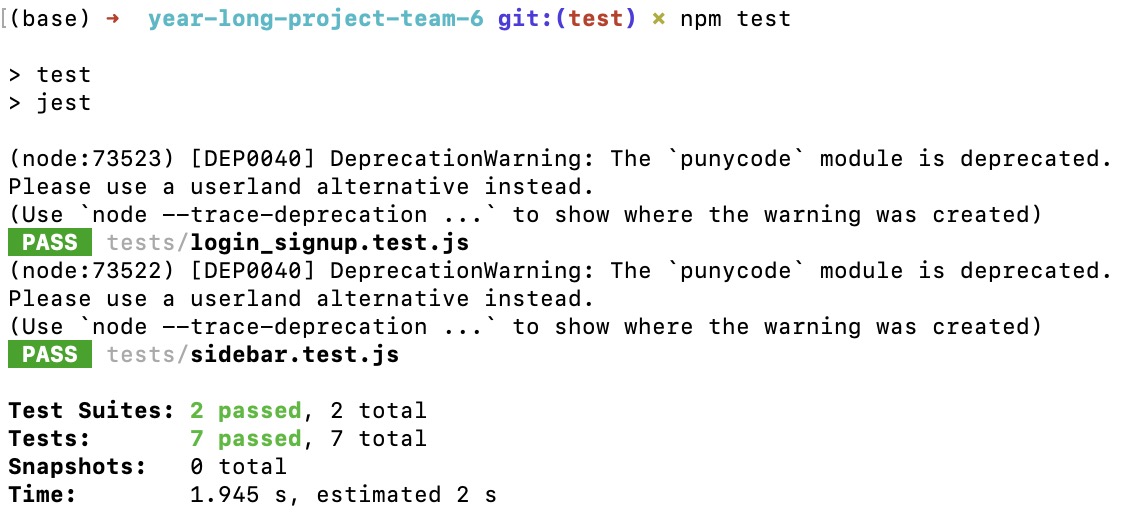 [(base) ➜  year-long-project-team-6 git:(test) × npm test
> test
> jest
(node:73523) [DEP0040] DeprecationWarning: The `punycode` module is deprecated.
Please use a userland alternative instead.
(Use `node --trace-deprecation ...` to show where the warning was created)
PASS tests/login_signup.test.js
(node:73522) [DEP0040] DeprecationWarning: The `punycode` module is deprecated.
Please use a userland alternative instead.
(Use `node --trace-deprecation ...` to show where the warning was created)
PASS tests/sidebar.test.js
Test Suites: 2 passed, 2 total
Tests:       7 passed, 7 total
Snapshots:   0 total
Time:        1.945 s, estimated 2 s